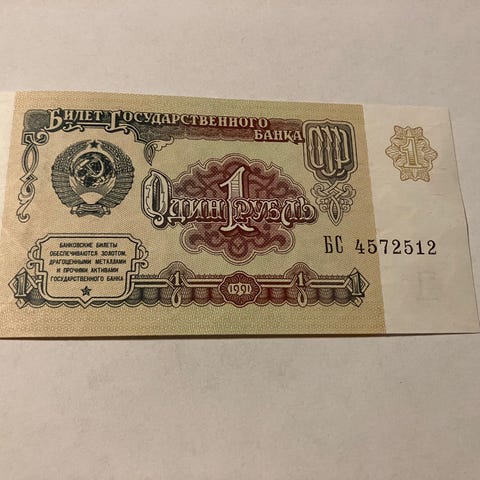 Билет Государственного
Банка
1
Один 1 Рубль
БС 4572512
БАНКОВСКИЕ БИЛЕТЫ
ОБЕСПЕЧИВАЮТСЯ ЗОЛОТОМ,
ДРАГОЦЕННЫМИ МЕТАЛЛАМИ
И ПРОЧИМИ АКТИВАМИ
ГОСУДАРСТВЕННОГО БАНКА
1 1 1991 1 1